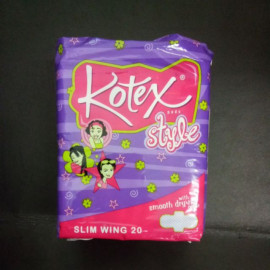 Kotex
style
smooth dry
SLIM WING 20